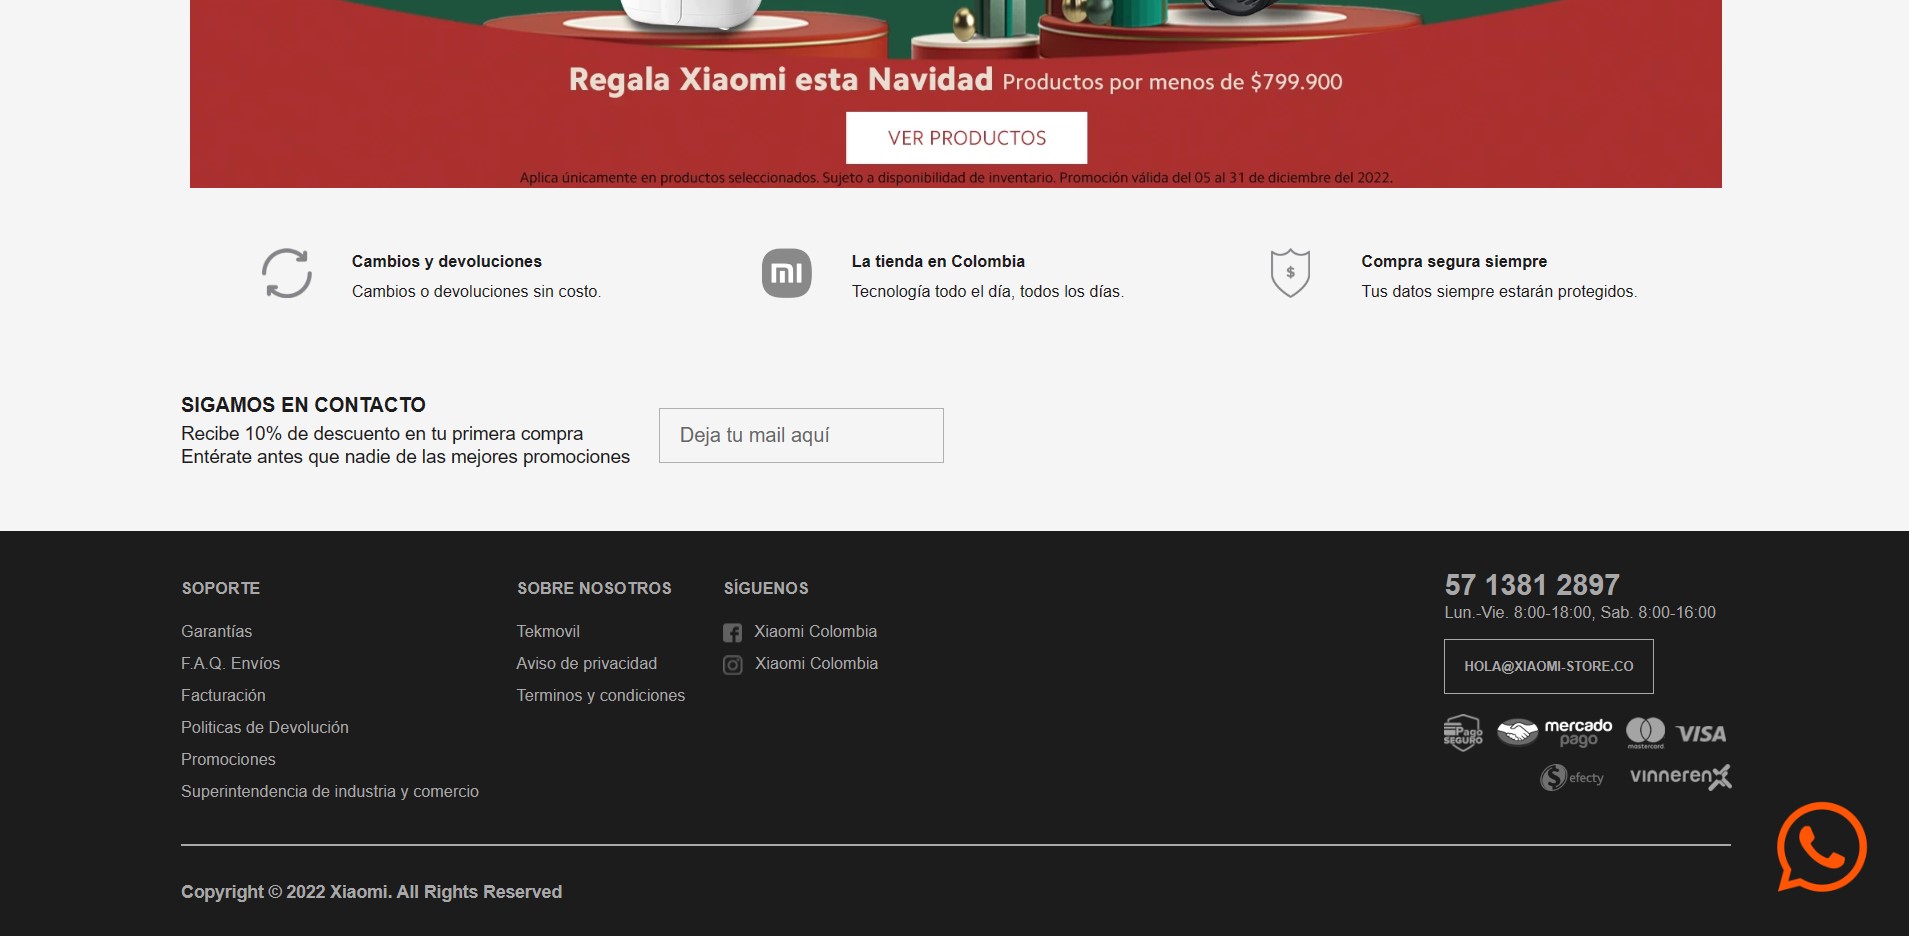 Regala Xiaomi esta Navidad Productos por menos de $799.900
VER PRODUCTOS
Aplica únicamente en productos seleccionados. Sujeto a disponibilidad de inventario. Promoción válida del 05 al 31 de diciembre del 2022.
Cambios y devoluciones
Cambios o devoluciones sin costo.
mi
La tienda en Colombia
Tecnología todo el día, todos los días.
$
Compra segura siempre
Tus datos siempre estarán protegidos.
SIGAMOS EN CONTACTO
Recibe 10% de descuento en tu primera compra
Entérate antes que nadie de las mejores promociones
Deja tu mail aquí
SOPORTE
Garantías
F.A.Q. Envíos
Facturación
Politicas de Devolución
Promociones
Superintendencia de industria y comercio
SOBRE NOSOTROS
Tekmovil
Aviso de privacidad
Terminos y condiciones
SÍGUENOS
Xiaomi Colombia
Xiaomi Colombia
57 1381 2897
Lun.-Vie. 8:00-18:00, Sab. 8:00-16:00
HOLA@XIAOMI-STORE.CO
Pago SEGURO
mercado pago
mastercard
VISA
efecty
vinneren
Copyright © 2022 Xiaomi. All Rights Reserved